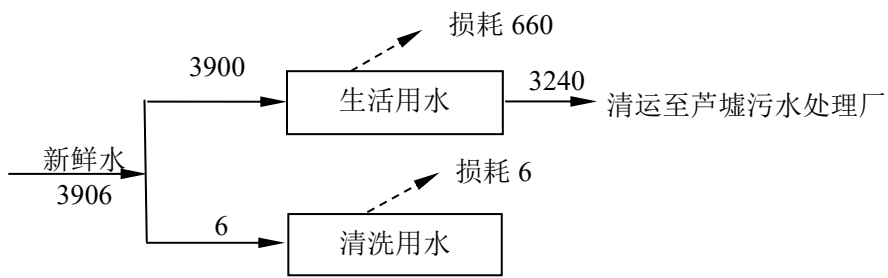 损耗 660
3900
生活用水
3240
清运至芦墟污水处理厂
新鲜水
3906
损耗 6
6
清洗用水